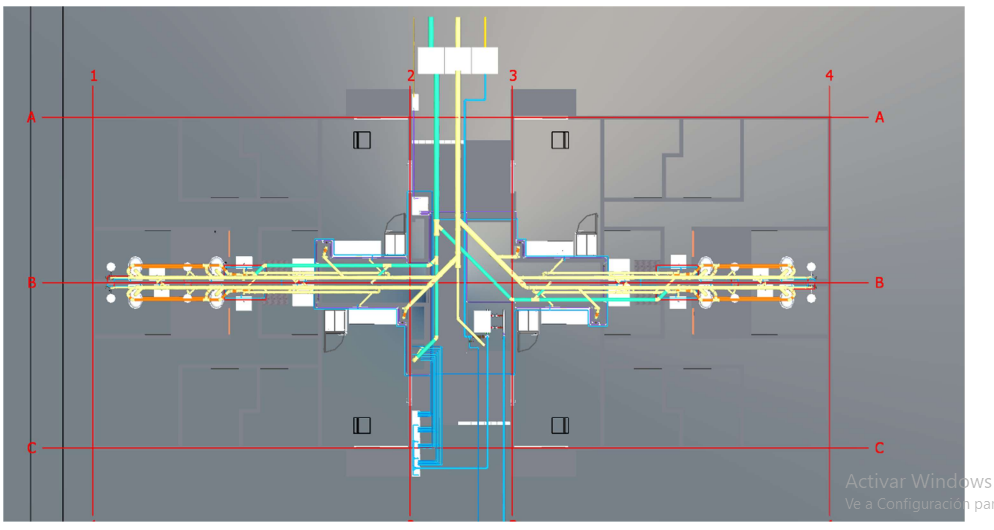 1 2 3 4
A A
B B
C C
Activar Windows
Ve a Configuración par